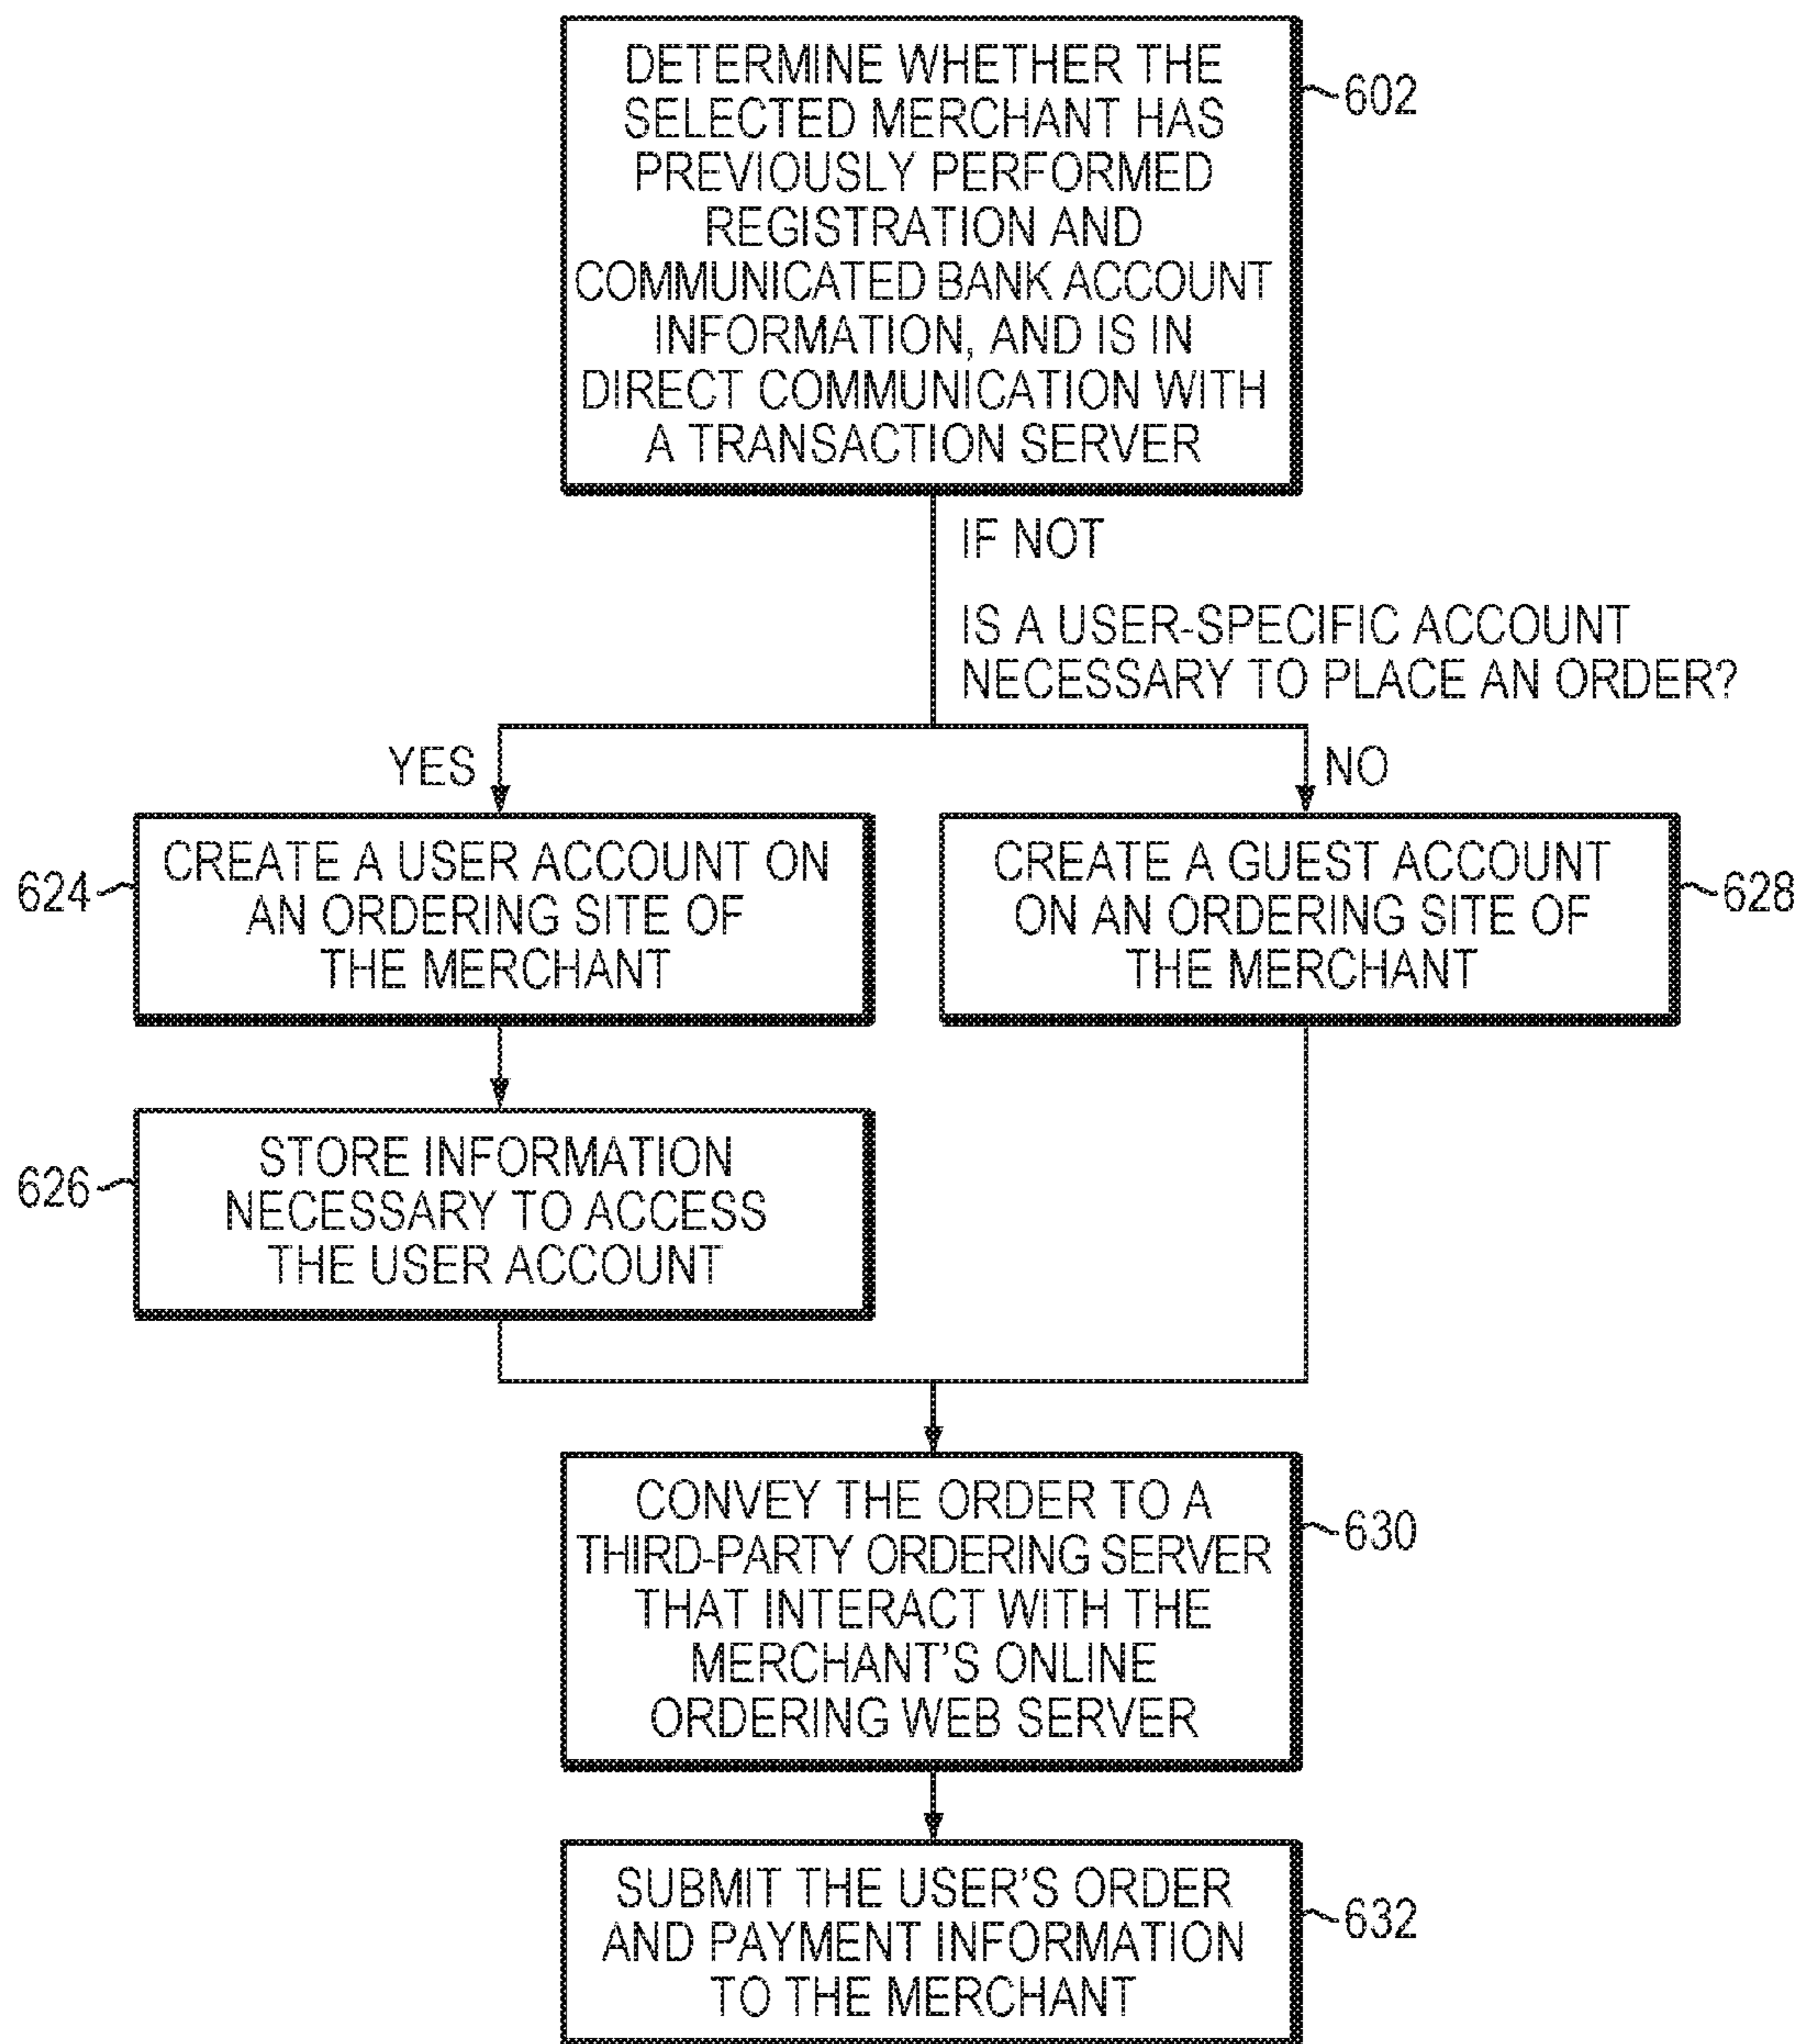 DETERMINE WHETHER THE
SELECTED MERCHANT HAS
PREVIOUSLY PERFORMED
REGISTRATION AND
COMMUNICATED BANK ACCOUNT
INFORMATION, AND IS IN
DIRECT COMMUNICATION WITH
A TRANSACTION SERVER
602
IF NOT
IS A USER-SPECIFIC ACCOUNT
NECESSARY TO PLACE AN ORDER?
YES
NO
624
CREATE A USER ACCOUNT ON
AN ORDERING SITE OF
THE MERCHANT
CREATE A GUEST ACCOUNT
ON AN ORDERING SITE OF
THE MERCHANT
628
626
STORE INFORMATION
NECESSARY TO ACCESS
THE USER ACCOUNT
CONVEY THE ORDER TO A
THIRD-PARTY ORDERING SERVER
THAT INTERACT WITH THE
MERCHANT'S ONLINE
ORDERING WEB SERVER
630
SUBMIT THE USER'S ORDER
AND PAYMENT INFORMATION
TO THE MERCHANT
632